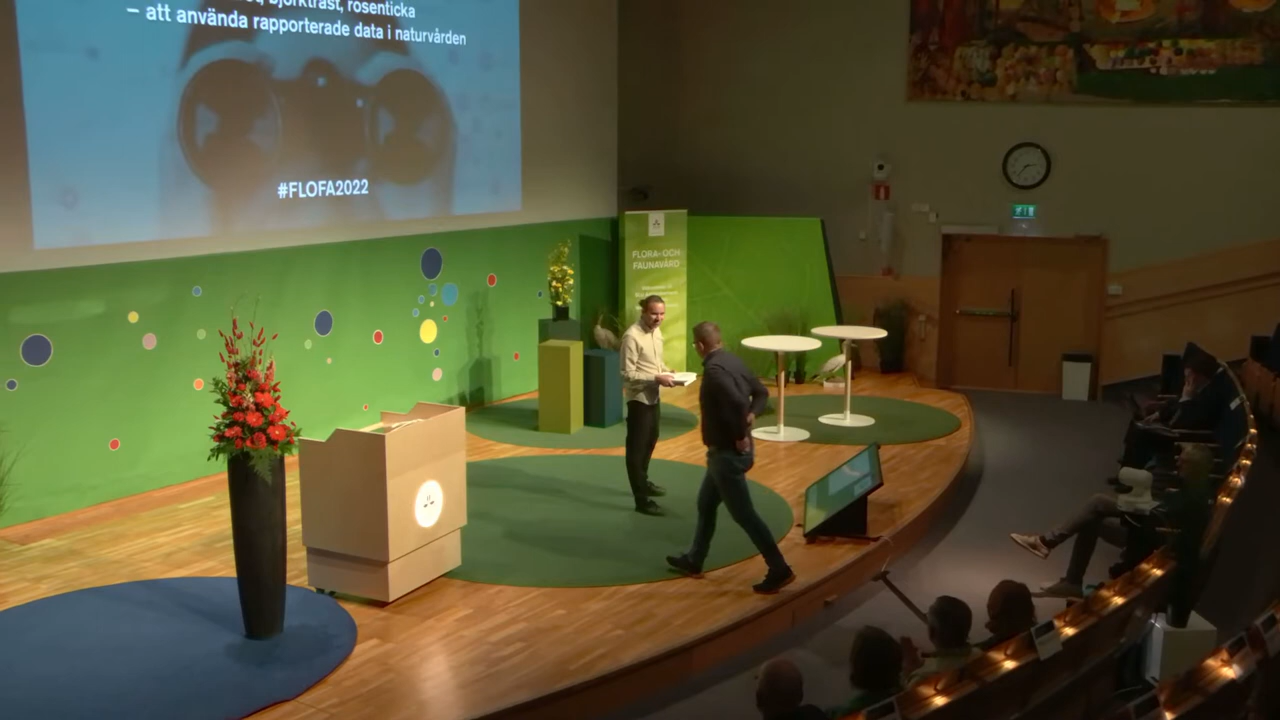 björktrast, rosenticka
– att använda rapporterade data i naturvården
#FLOFA2022
FLORA- OCH
FAUNAVÅRD